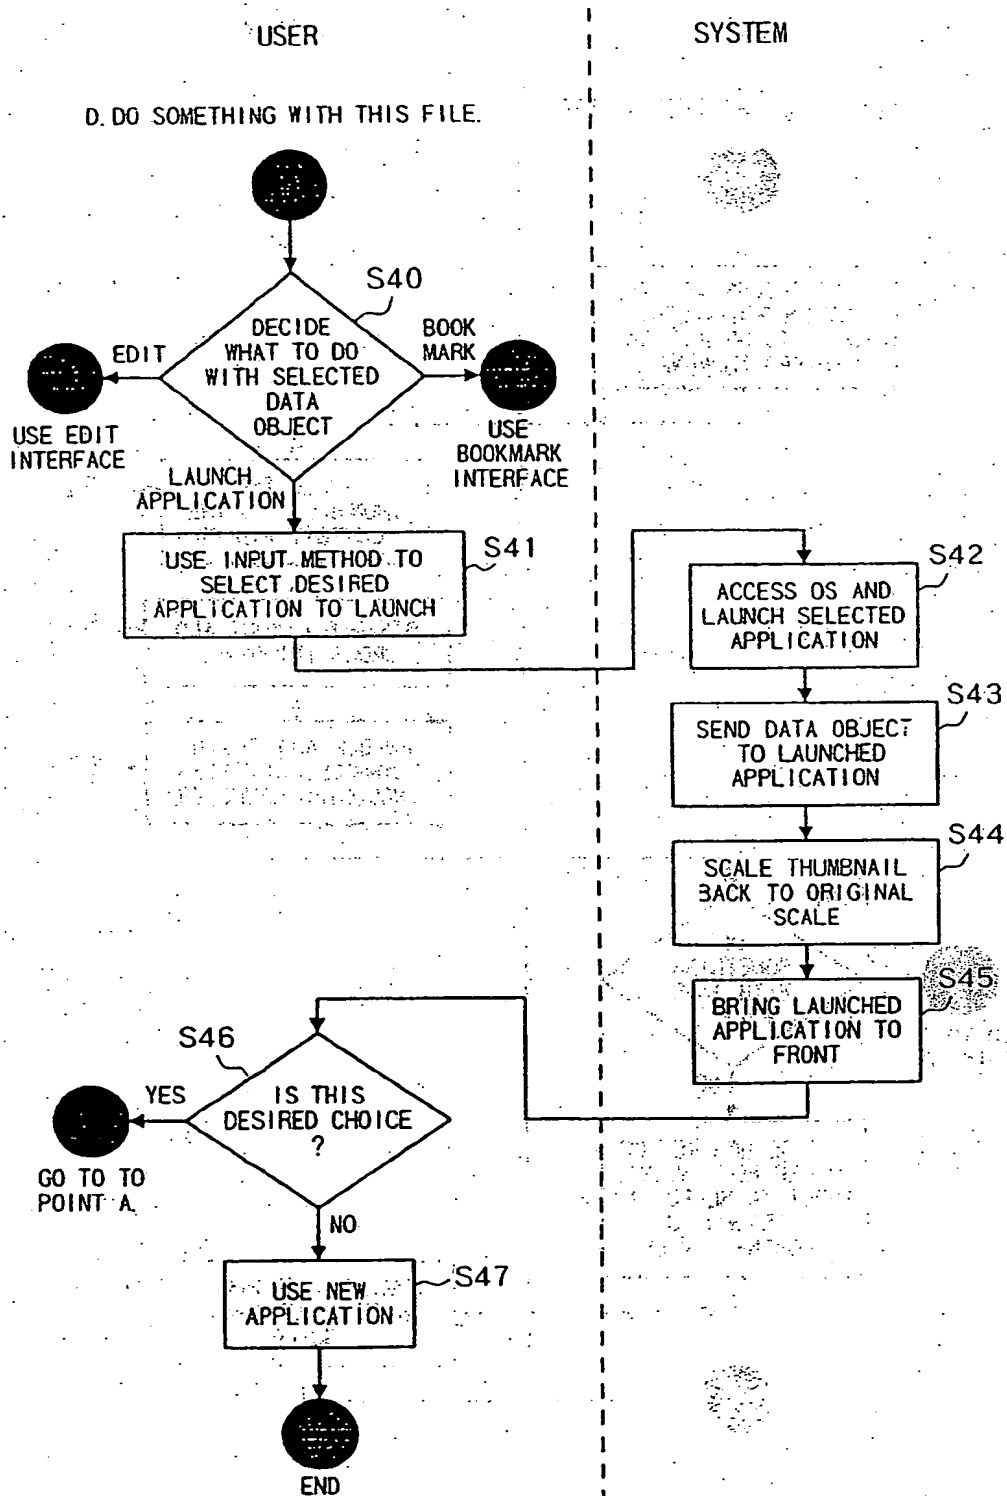 USER
SYSTEM
D. DO SOMETHING WITH THIS FILE.
S40
DECIDE
WHAT TO DO
WITH SELECTED
DATA
OBJECT
EDIT
BOOK
MARK
USE EDIT
INTERFACE
USE
BOOKMARK
INTERFACE
LAUNCH
APPLICATION
S41
USE INPUT METHOD TO
SELECT DESIRED
APPLICATION TO LAUNCH
S42
ACCESS OS AND
LAUNCH SELECTED
APPLICATION
S43
SEND DATA OBJECT
TO LAUNCHED
APPLICATION
S44
SCALE THUMBNAIL
BACK TO ORIGINAL
SCALE
S45
BRING LAUNCHED
APPLICATION TO
FRONT
S46
IS THIS
DESIRED CHOICE
?
YES
GO TO TO
POINT A.
NO
S47
USE NEW
APPLICATION
END